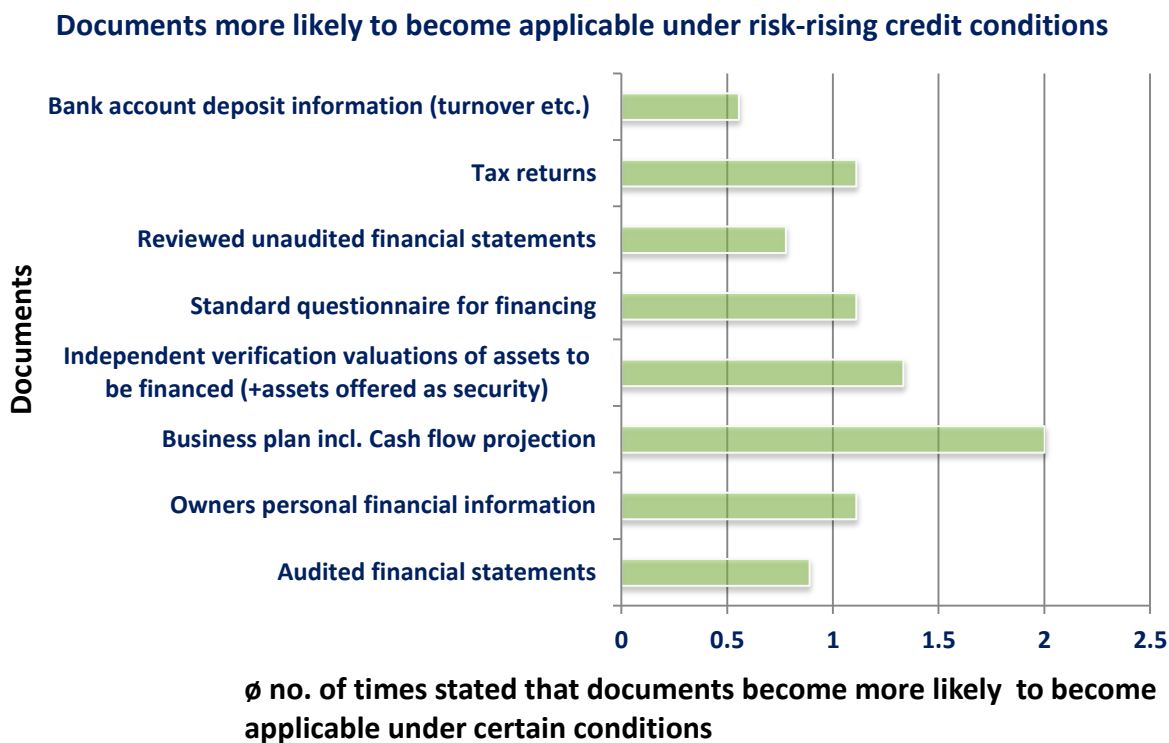 Documents more likely to become applicable under risk-rising credit conditions
Documents
Bank account deposit information (turnover etc.)
Tax returns
Reviewed unaudited financial statements
Standard questionnaire for financing
Independent verification valuations of assets to
be financed (+assets offered as security)
Business plan incl. Cash flow projection
Owners personal financial information
Audited financial statements
0 0.5 1 1.5 2 2.5
ø no. of times stated that documents become more likely  to become
applicable under certain conditions